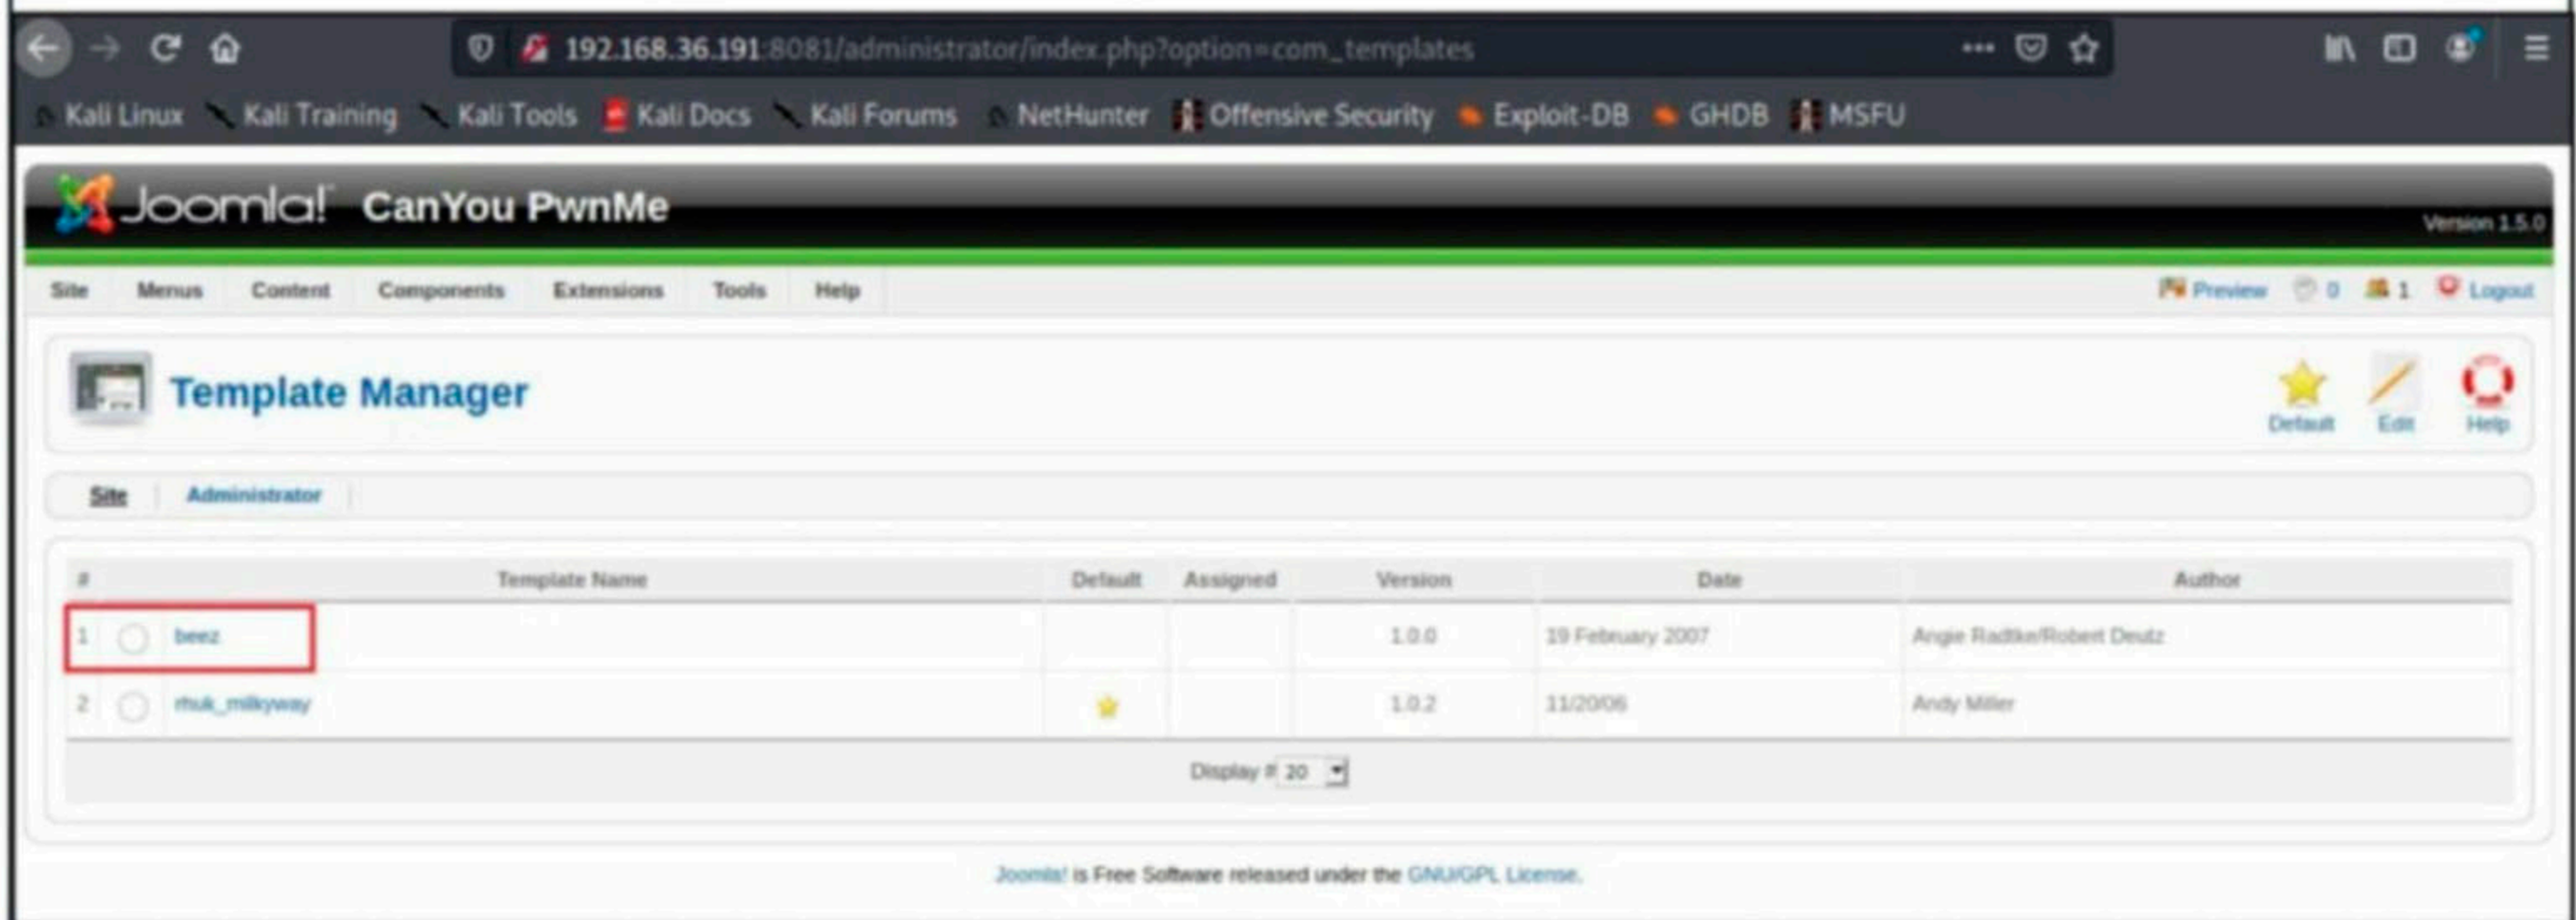 192.168.36.191:8081/administrator/index.php?option=com_templates
Kali Linux Kali Training Kali Tools Kali Docs Kali Forums NetHunter Offensive Security Exploit-DB GHDB MSFU
Joomla! CanYou PwnMe
Version 1.5.0
Site Menus Content Components Extensions Tools Help Preview 0 1 Logout
Template Manager
Default Edit Help
Site Administrator
# Template Name Default Assigned Version Date Author
1 beez 1.0.0 19 February 2007 Angie Radtke/Robert Deutz
2 rhuk_milkyway 1.0.2 11/20/06 Andy Miller
Display # 20
Joomla! is Free Software released under the GNU/GPL License.